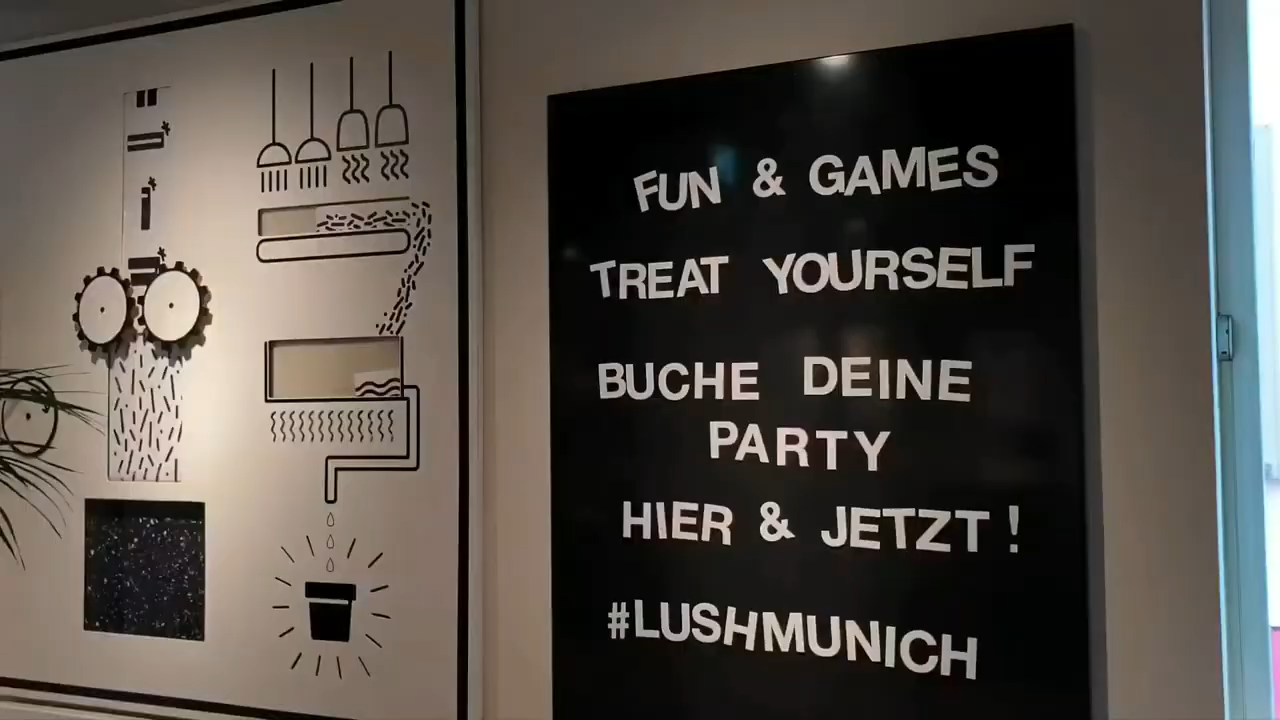 FUN & GAMES
TREAT YOURSELF
BUCHE DEINE
PARTY
HIER & JETZT !
#LUSHMUNICH